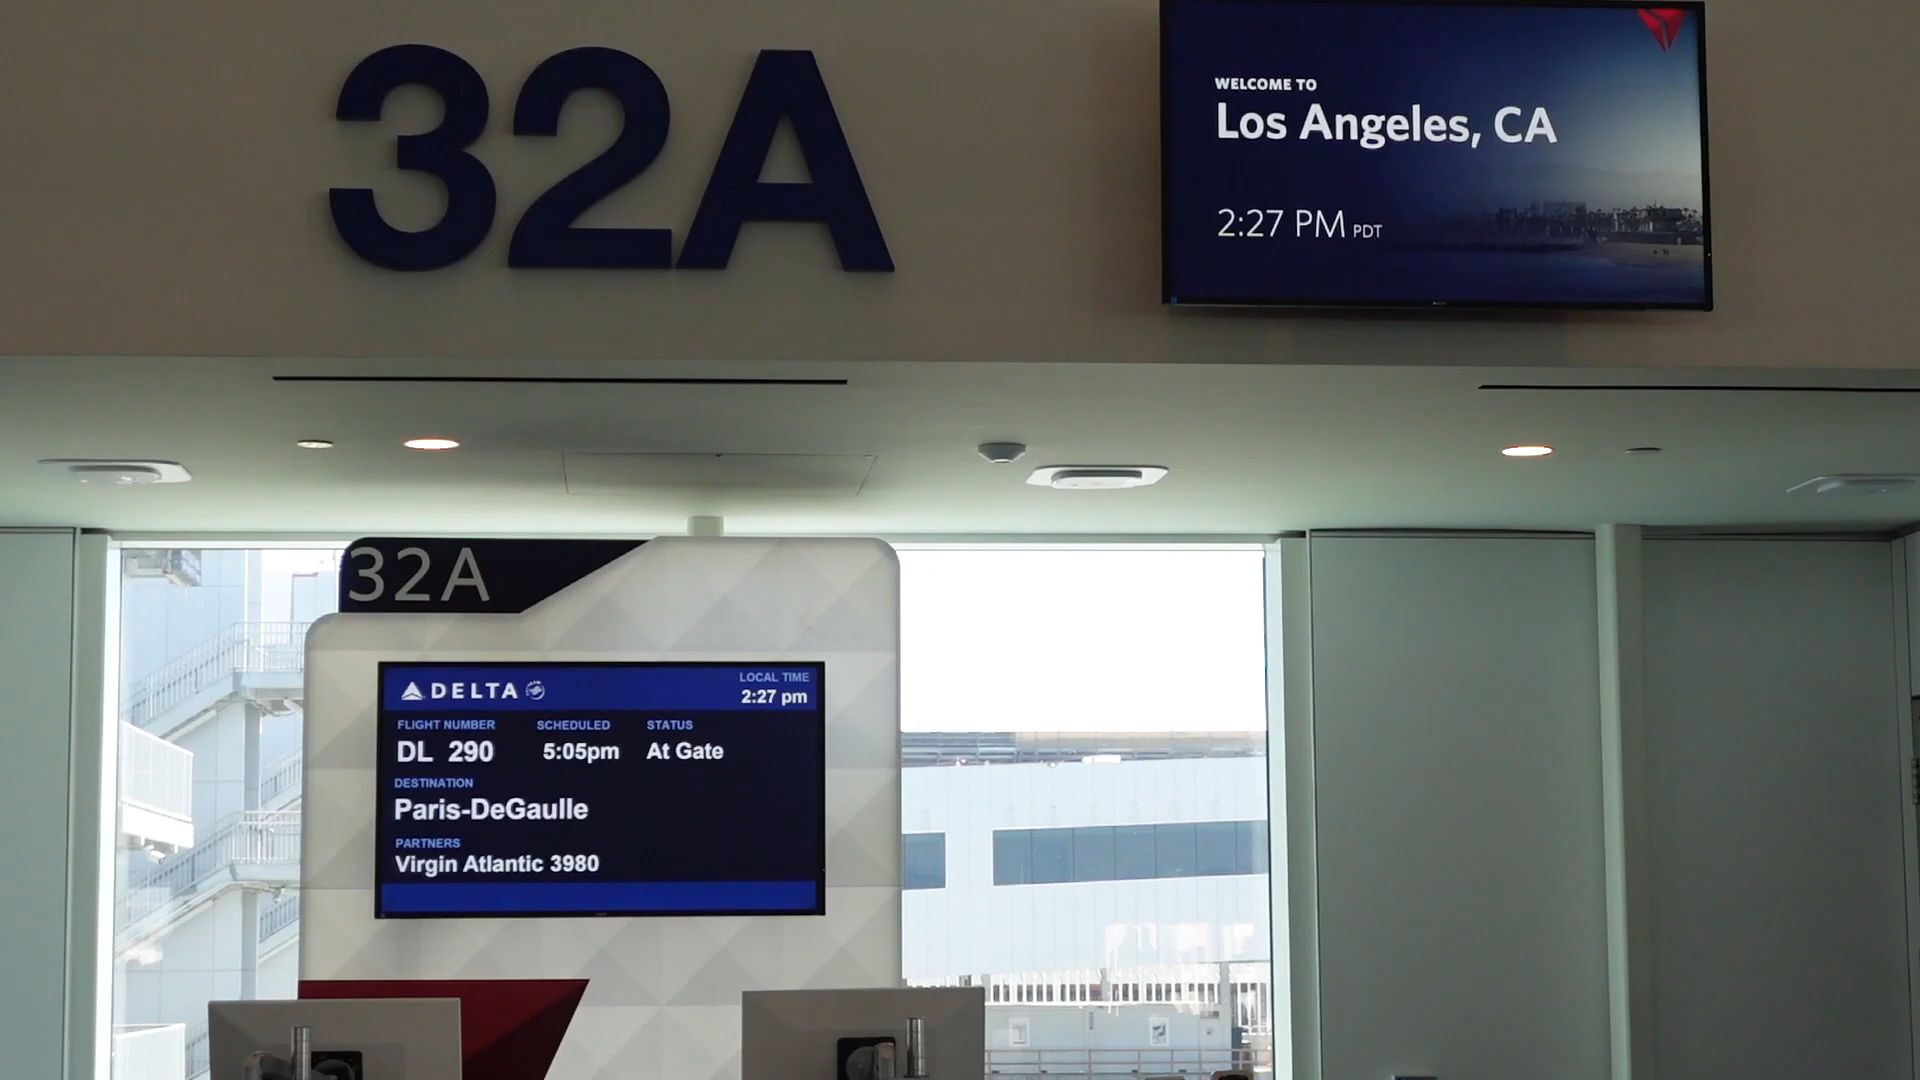 32A
WELCOME TO
Los Angeles, CA
2:27 PM PDT
32A
DELTA
LOCAL TIME
2:27 pm
FLIGHT NUMBER SCHEDULED STATUS
DL 290 5:05pm At Gate
DESTINATION
Paris-DeGaulle
PARTNERS
Virgin Atlantic 3980